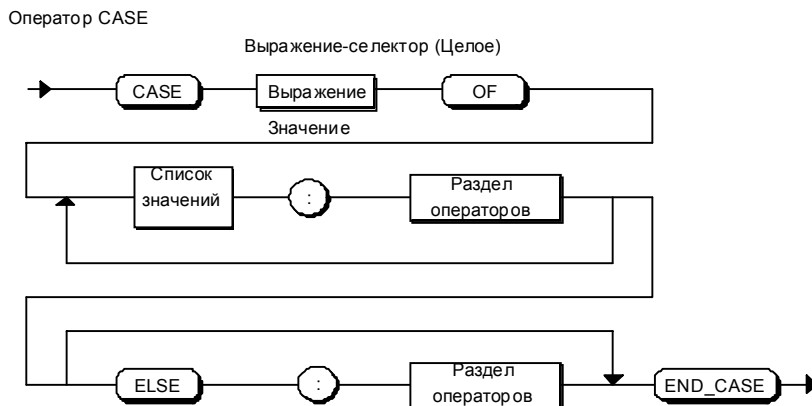 Оператор CASE
Выражение-селектор (Целое)
CASE
Выражение
OF
Значение
Список
значений
:
Раздел
операторов
ELSE
:
Раздел
операторов
END_CASE